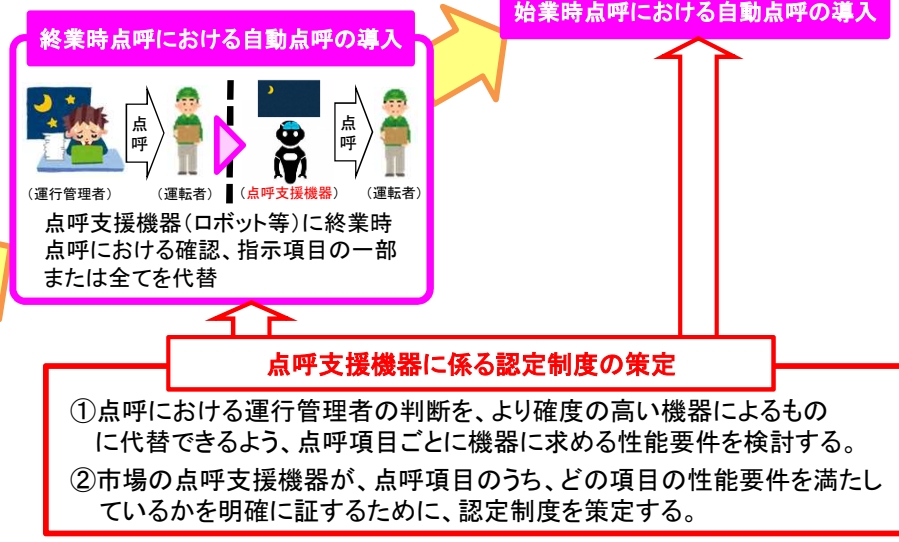 始業時点呼における自動点呼の導入
終業時点呼における自動点呼の導入
点呼
点呼
(運行管理者)
(運転者)
(点呼支援機器)
(運転者)
点呼支援機器(ロボット等)に終業時
点呼における確認、指示項目の一部
または全てを代替
点呼支援機器に係る認定制度の策定
①点呼における運行管理者の判断を、より確度の高い機器によるもの
に代替できるよう、点呼項目ごとに機器に求める性能要件を検討する。
②市場の点呼支援機器が、点呼項目のうち、どの項目の性能要件を満たし
ているかを明確に証するために、認定制度を策定する。